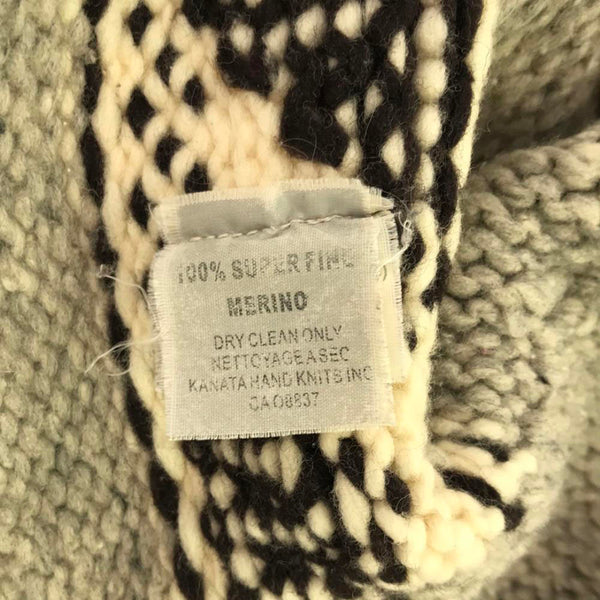 100% SUPER FINE
MERINO
DRY CLEAN ONLY
NETTOYAGE A SEC
KANATA HAND KNITS INC
CA 08837